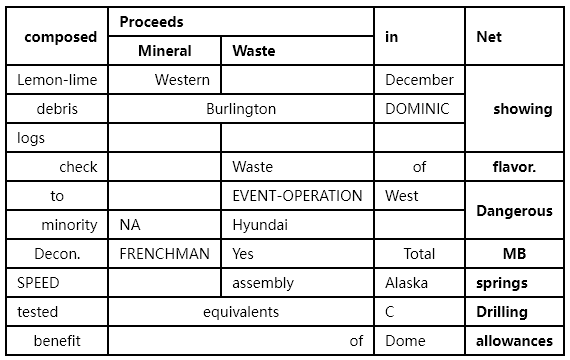 composed Proceeds in Net
Mineral Waste
Lemon-lime Western December showing
debris Burlington DOMINIC
logs
check Waste of flavor.
to EVENT-OPERATION West Dangerous
minority NA Hyundai
Decon. FRENCHMAN Yes Total MB
SPEED assembly Alaska springs
tested equivalents C Drilling
benefit of Dome allowances